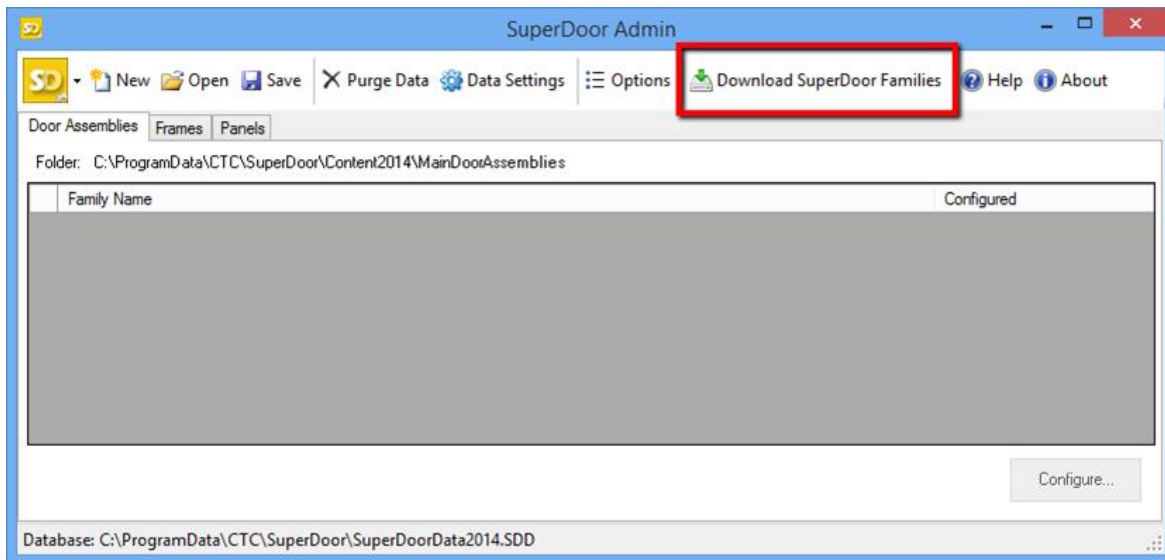 SD SuperDoor Admin
SD New Open Save Purge Data Data Settings Options Download SuperDoor Families Help About
Door Assemblies Frames Panels
Folder: C:\ProgramData\CTC\SuperDoor\Content2014\MainDoorAssemblies
Family Name Configured
Configure...
Database: C:\ProgramData\CTC\SuperDoor\SuperDoorData2014.SDD